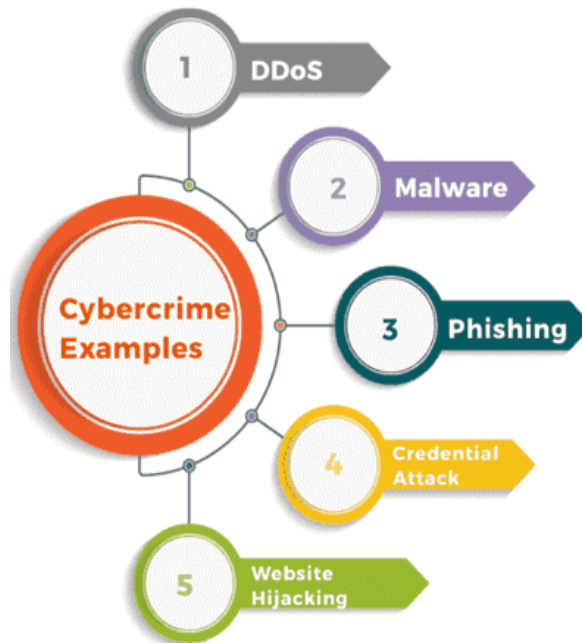 1
DDoS
2
Malware
Cybercrime
Examples
3
Phishing
4
Credential
Attack
5
Website
Hijacking